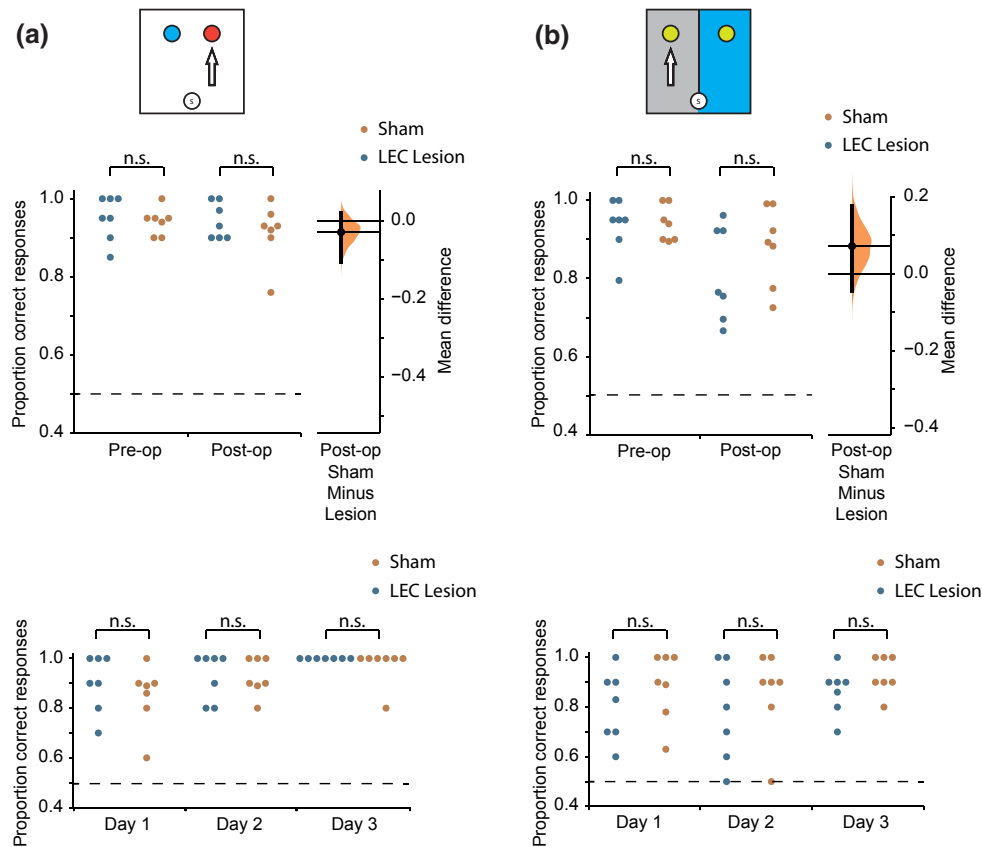 (a)
s
Sham
LEC Lesion
n.s.
n.s.
Proportion correct responses
1.0
0.8
0.6
0.4
Pre-op
Post-op
0.0
−0.2
−0.4
Mean difference
Post-op
Sham
Minus
Lesion
(b)
s
Sham
LEC Lesion
n.s.
n.s.
Proportion correct responses
1.0
0.8
0.6
0.4
Pre-op
Post-op
0.2
0.0
−0.2
−0.4
Mean difference
Post-op
Sham
Minus
Lesion
Sham
LEC Lesion
n.s.
n.s.
n.s.
Proportion correct responses
1.0
0.8
0.6
0.4
Day 1
Day 2
Day 3
Sham
LEC Lesion
n.s.
n.s.
n.s.
Proportion correct responses
1.0
0.8
0.6
0.4
Day 1
Day 2
Day 3